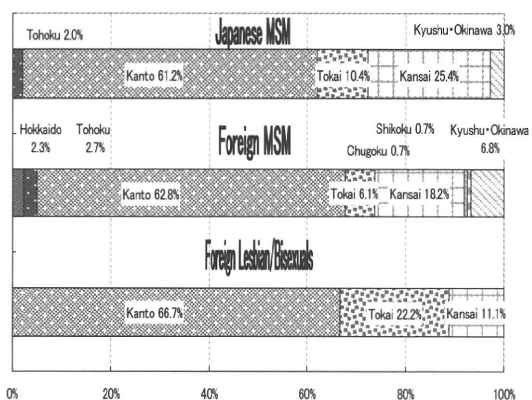 Japanese MSM
Tohoku 2.0%
Kyushu・Okinawa 3.0%
Kanto 61.2%
Tokai 10.4%
Kansai 25.4%
Foreign MSM
Hokkaido 2.3%
Tohoku 2.7%
Shikoku 0.7%
Chugoku 0.7%
Kyushu・Okinawa 6.8%
Kanto 62.8%
Tokai 6.1%
Kansai 18.2%
Foreign Lesbian/Bisexuals
Kanto 66.7%
Tokai 22.2%
Kansai 11.1%
0% 20% 40% 60% 80% 100%